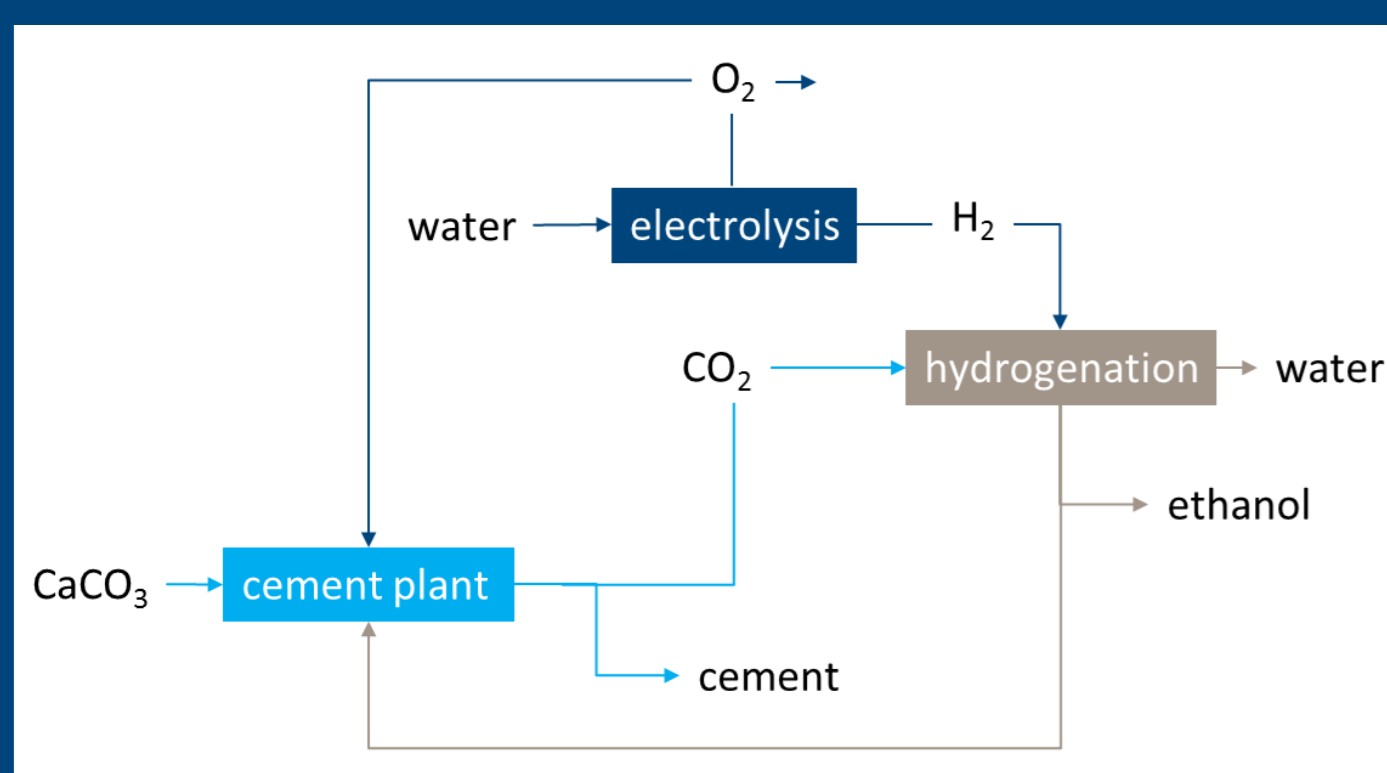 O₂
water
electrolysis
H₂
CO₂
hydrogenation
water
ethanol
CaCO₃
cement plant
cement